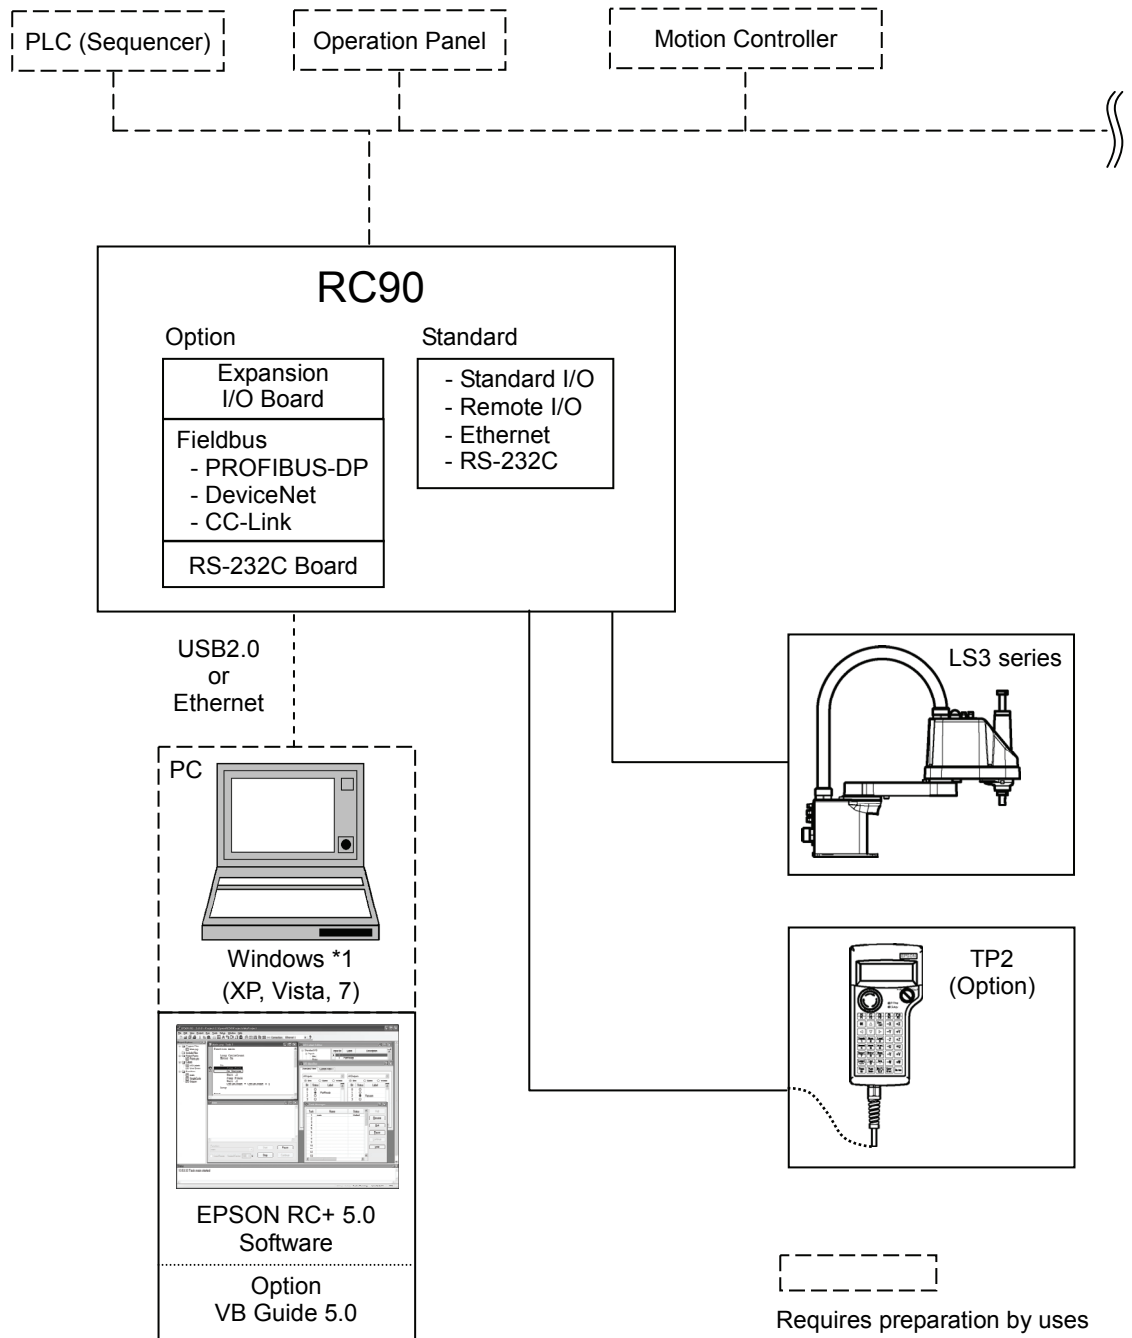 PLC (Sequencer)
Operation Panel
Motion Controller
RC90
Option
Expansion
I/O Board
Fieldbus
- PROFIBUS-DP
- DeviceNet
- CC-Link
RS-232C Board
Standard
- Standard I/O
- Remote I/O
- Ethernet
- RS-232C
USB2.0
or
Ethernet
LS3 series
PC
Windows *1
(XP, Vista, 7)
TP2
(Option)
EPSON RC+ 5.0
Software
Option
VB Guide 5.0
Requires preparation by uses